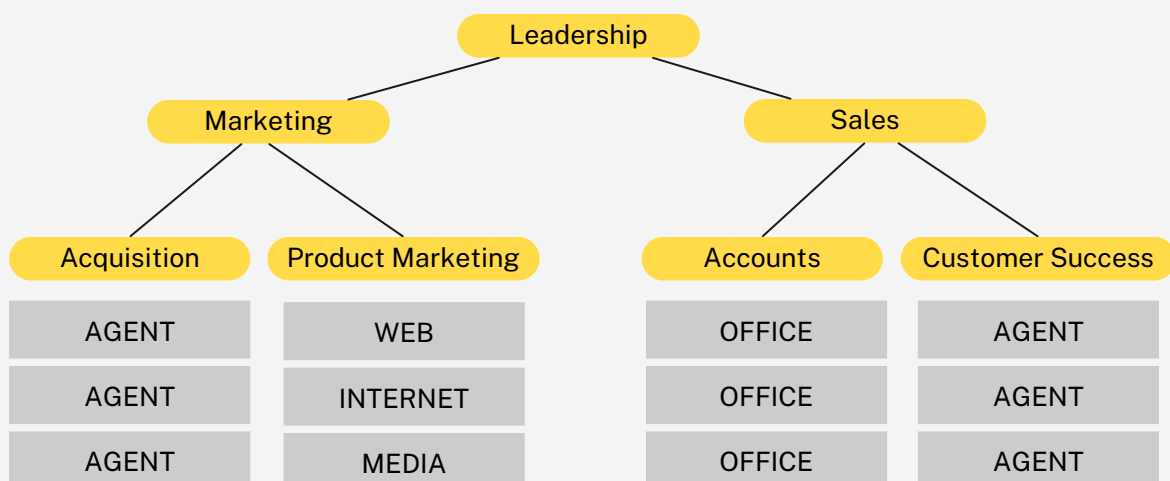 Leadership
Marketing
Sales
Acquisition
Product Marketing
Accounts
Customer Success
AGENT
WEB
OFFICE
AGENT
AGENT
INTERNET
OFFICE
AGENT
AGENT
MEDIA
OFFICE
AGENT